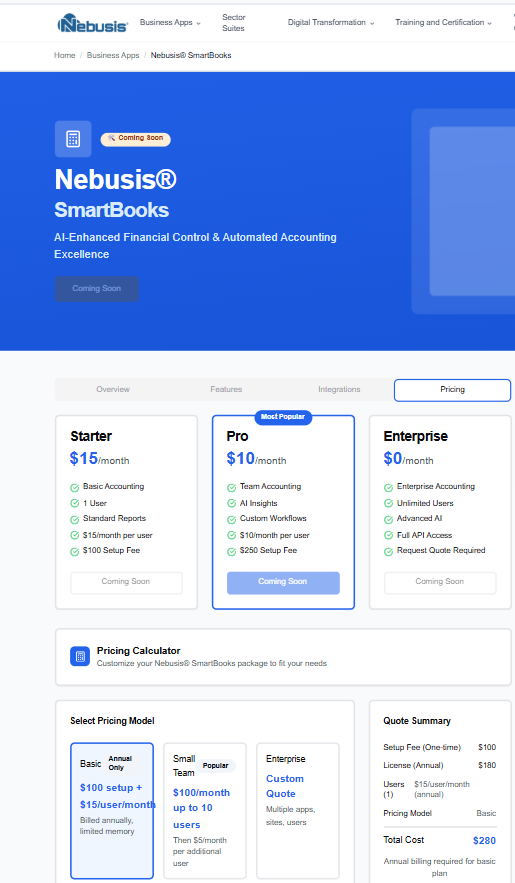 Nebusis®
Business Apps
Sector
Suites
Digital Transformation
Training and Certification
Home / Business Apps / Nebusis® SmartBooks
Coming Soon
Nebusis®
SmartBooks
AI-Enhanced Financial Control & Automated Accounting
Excellence
Coming Soon
Overview
Features
Integrations
Pricing
Starter
$15/month
Basic Accounting
1 User
Standard Reports
$15/month per user
$100 Setup Fee
Coming Soon
Most Popular
Pro
$10/month
Team Accounting
AI Insights
Custom Workflows
$10/month per user
$250 Setup Fee
Coming Soon
Enterprise
$0/month
Enterprise Accounting
Unlimited Users
Advanced AI
Full API Access
Request Quote Required
Coming Soon
Pricing Calculator
Customize your Nebusis® SmartBooks package to fit your needs
Select Pricing Model
Basic
Annual
Only
$100 setup +
$15/user/month
Billed annually,
limited memory
Small
Team
Popular
$100/month
up to 10
users
Then $5/month
per additional
user
Enterprise
Custom
Quote
Multiple apps,
sites, users
Quote Summary
Setup Fee (One-time) $100
License (Annual) $180
Users
(1)
$15/user/month
(annual)
Pricing Model Basic
Total Cost $280
Annual billing required for basic
plan